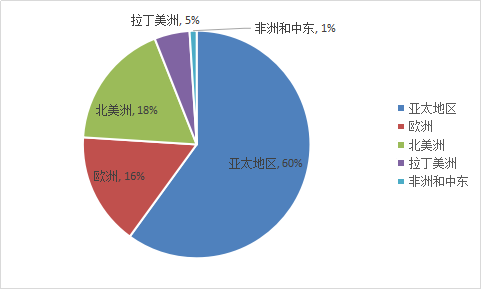 拉丁美洲, 5%
非洲和中东, 1%
北美洲, 18%
亚太地区, 60%
欧洲, 16%
亚太地区
欧洲
北美洲
拉丁美洲
非洲和中东